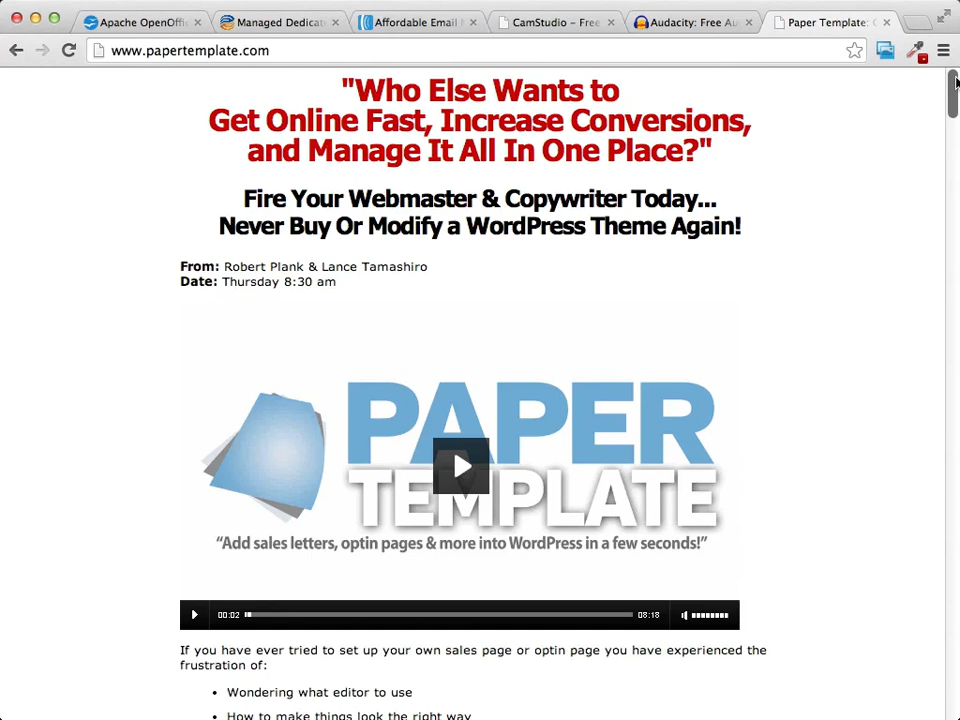 Apache OpenOffi
Managed Dedicat
Affordable Email
CamStudio – Free
Audacity: Free Au
Paper Template:
www.papertemplate.com
"Who Else Wants to
Get Online Fast, Increase Conversions,
and Manage It All In One Place?"
Fire Your Webmaster & Copywriter Today...
Never Buy Or Modify a WordPress Theme Again!
From: Robert Plank & Lance Tamashiro
Date: Thursday 8:30 am
PAPER
TEMPLATE
“Add sales letters, optin pages & more into WordPress in a few seconds!”
00:02
08:18
If you have ever tried to set up your own sales page or optin page you have experienced the
frustration of:
• Wondering what editor to use
• How to make things look the right way